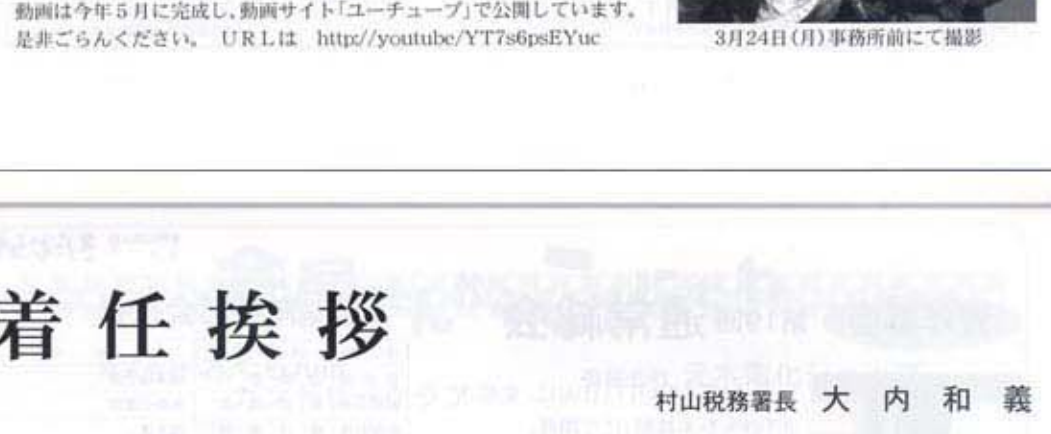 動画は今年5月に完成し、動画サイト「ユーチューブ」で公開しています。
是非ごらんください。 URLは http://youtube/YT7s6psEYuc
3月24日(月)事務所前にて撮影
着任挨拶
村山税務署長 大内和義